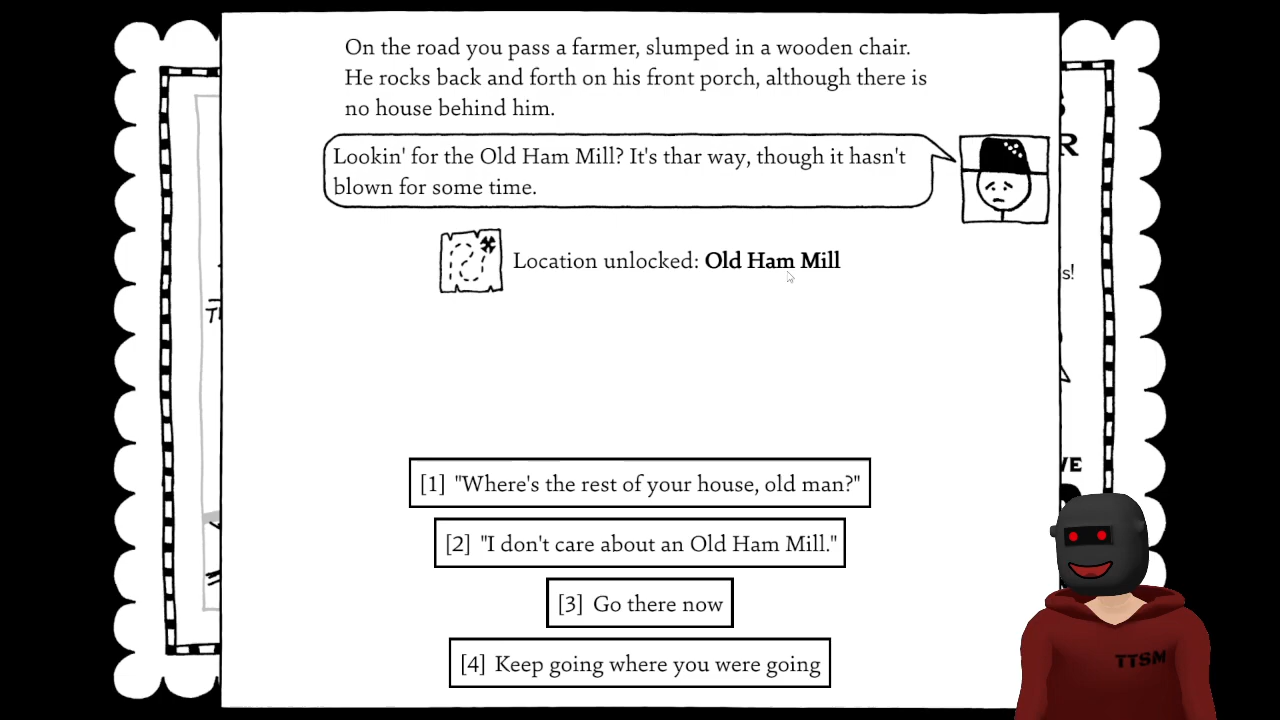 On the road you pass a farmer, slumped in a wooden chair.
He rocks back and forth on his front porch, although there is
no house behind him.
Lookin' for the Old Ham Mill? It's thar way, though it hasn't
blown for some time.
Location unlocked: Old Ham Mill
s!
[1] "Where's the rest of your house, old man?"
[2] "I don't care about an Old Ham Mill."
[3] Go there now
[4] Keep going where you were going
TTSM